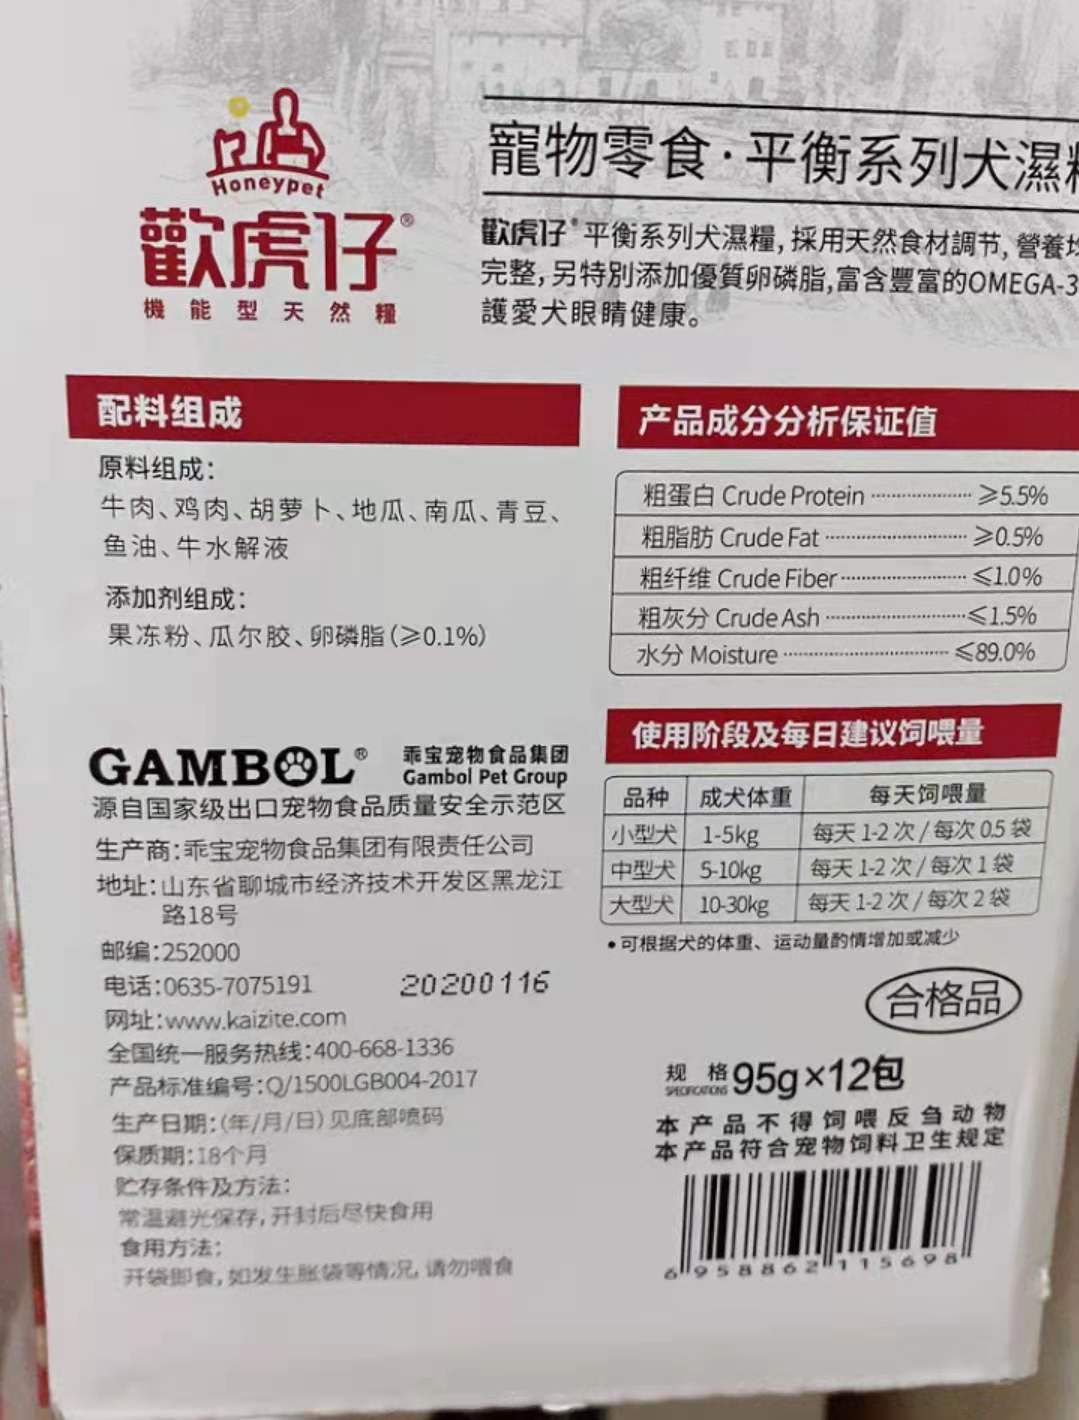 Honeypet
歡虎仔®
機能型天然糧
寵物零食·平衡系列犬濕
歡虎仔®平衡系列犬濕糧,採用天然食材調节,營養均
完整,另特別添加優質卵磷脂,富含豐富的OMEGA-3
護愛犬眼睛健康。
配料组成
原料组成:
牛肉、鸡肉、胡萝卜、地瓜、南瓜、青豆、
鱼油、牛水解液
添加剂组成:
果冻粉、瓜尔胶、卵磷脂(≥0.1%)
产品成分分析保证值
粗蛋白 Crude Protein ≥5.5%
粗脂肪 Crude Fat ≥0.5%
粗纤维 Crude Fiber ≤1.0%
粗灰分 Crude Ash ≤1.5%
水分 Moisture ≤89.0%
GAMBOL®
乖宝宠物食品集团
Gambol Pet Group
源自国家级出口宠物食品质量安全示范区
生产商:乖宝宠物食品集团有限责任公司
地址:山东省聊城市经济技术开发区黑龙江
路18号
邮编:252000
电话:0635-7075191
20200116
网址:www.kaizite.com
全国统一服务热线:400-668-1336
产品标准编号:Q/1500LGB004-2017
生产日期:(年/月/日)见底部喷码
保质期:18个月
贮存条件及方法:
常温避光保存,开封后尽快食用
食用方法:
开袋即食,如发生胀袋等情况,请勿喂食
使用阶段及每日建议饲喂量
品种 成犬体重 每天饲喂量
小型犬 1-5kg 每天1-2次/每次0.5袋
中型犬 5-10kg 每天1-2次/每次1袋
大型犬 10-30kg 每天1-2次/每次2袋
•可根据犬的体重、运动量酌情增加或减少
合格品
规格 95g×12包
SPECIFICATIONS
本产品不得饲喂反刍动物
本产品符合宠物饲料卫生规定
6958862115698